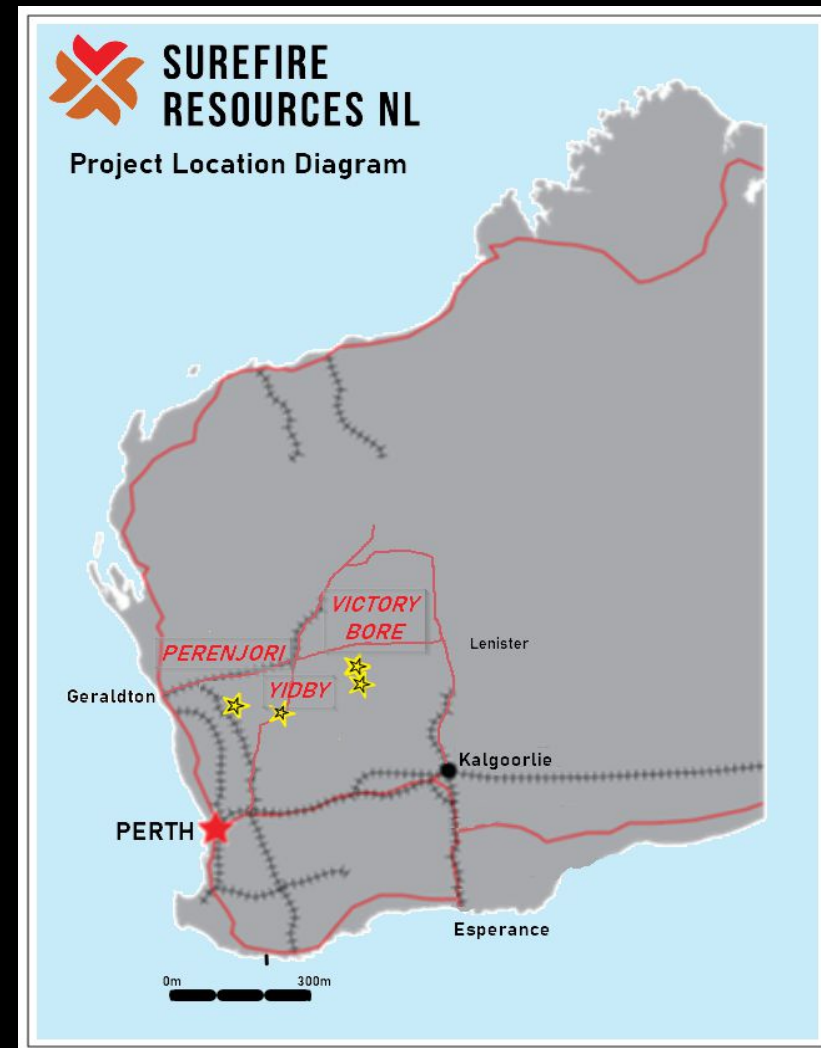 SUREFIRE
RESOURCES NL
Project Location Diagram
VICTORY
BORE
PERENJORI
Lenister
YIDBY
Geraldton
Kalgoorlie
PERTH
Esperance
0m 300m